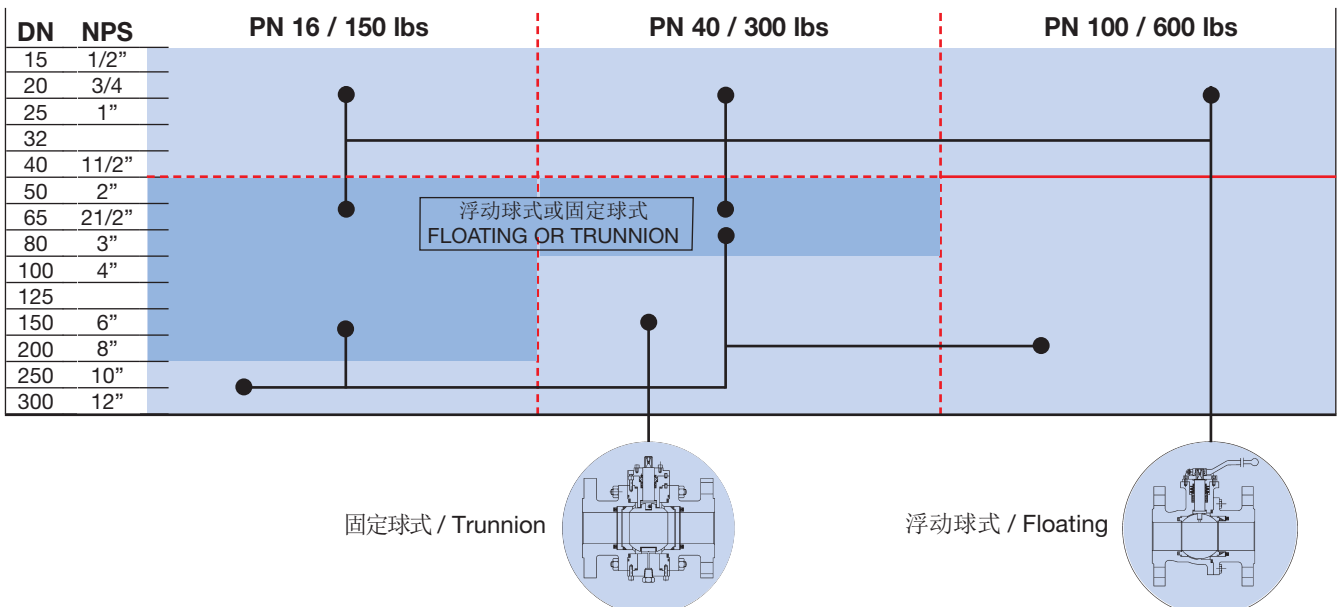 DN NPS PN 16 / 150 lbs PN 40 / 300 lbs PN 100 / 600 lbs
15 1/2”
20 3/4
25 1”
32
40 11/2”
50 2”
65 21/2”
80 3”
100 4”
125
150 6”
200 8”
250 10”
300 12”
浮动球式或固定球式
FLOATING OR TRUNNION
固定球式 / Trunnion
浮动球式 / Floating